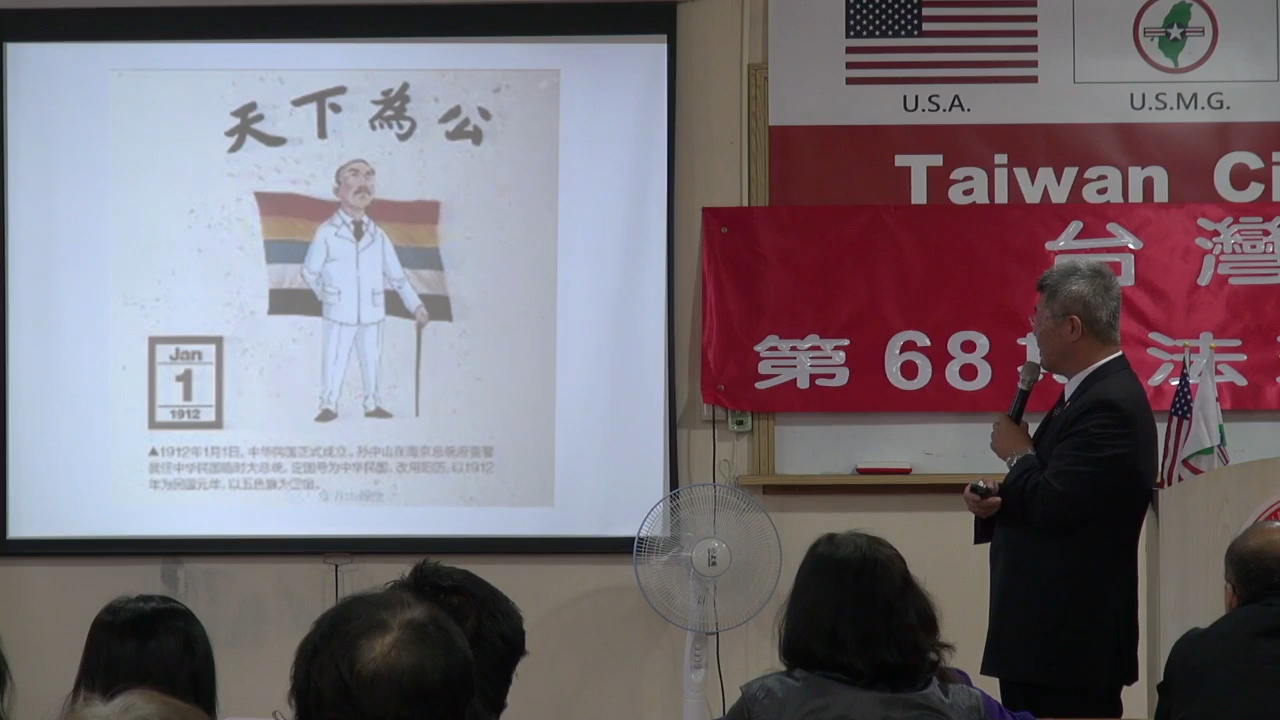 天下為公
Jan
1
1912
▲1912年1月1日，中华民国正式成立，孙中山在南京总统府宣誓
就任中华民国临时大总统，定国号为中华民国，改用阳历，以1912
年为民国元年，以五色旗为国旗。
U.S.A.
U.S.M.G.
Taiwan Ci
台灣
第68期法